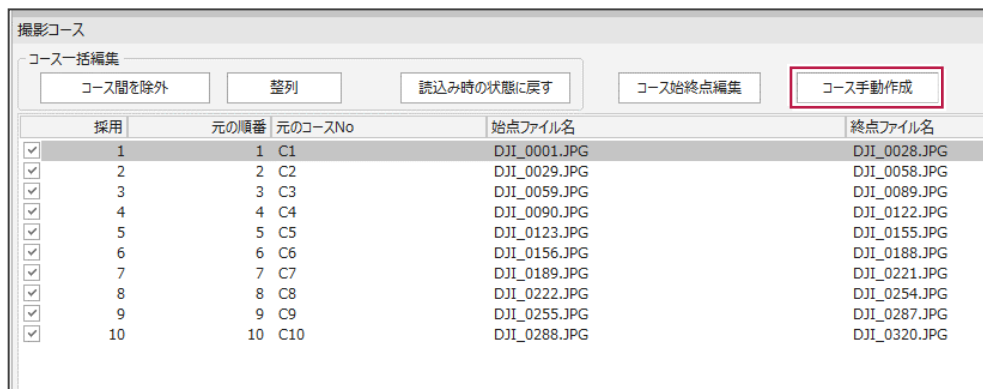 撮影コース
コース一括編集
コース間を除外 整列 読込み時の状態に戻す コース始終点編集 コース手動作成
採用 元の順番 元のコースNo 始点ファイル名 終点ファイル名
1 1 C1 DJI_0001.JPG DJI_0028.JPG
2 2 C2 DJI_0029.JPG DJI_0058.JPG
3 3 C3 DJI_0059.JPG DJI_0089.JPG
4 4 C4 DJI_0090.JPG DJI_0122.JPG
5 5 C5 DJI_0123.JPG DJI_0155.JPG
6 6 C6 DJI_0156.JPG DJI_0188.JPG
7 7 C7 DJI_0189.JPG DJI_0221.JPG
8 8 C8 DJI_0222.JPG DJI_0254.JPG
9 9 C9 DJI_0255.JPG DJI_0287.JPG
10 10 C10 DJI_0288.JPG DJI_0320.JPG